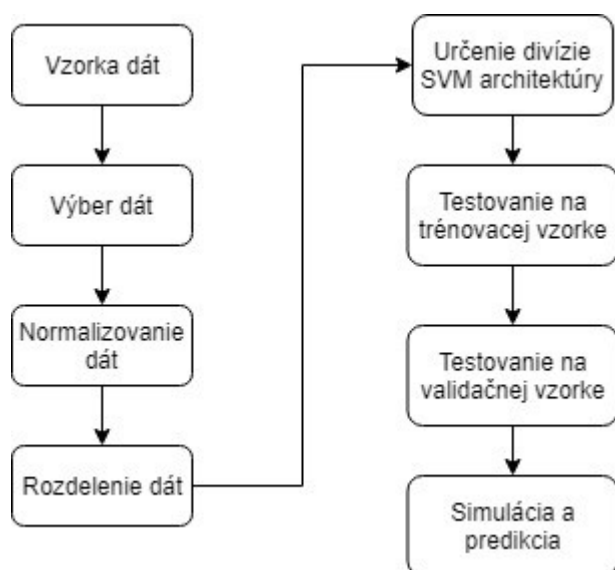 Vzorka dát
Výber dát
Normalizovanie
dát
Rozdelenie dát
Určenie divízie
SVM architektúry
Testovanie na
trénovacej vzorke
Testovanie na
validačnej vzorke
Simulácia a
predikcia